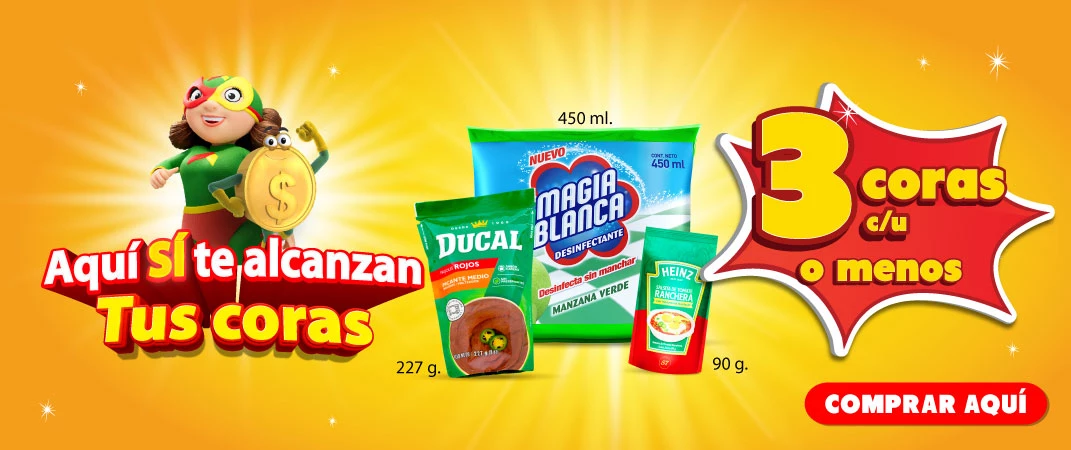 Aquí SÍ te alcanzan
Tus coras
$
450 ml.
NUEVO
CONT. NETO
450 ml
MAGIA
BLANCA
DESINFECTANTE
Desinfecta sin manchar
MANZANA VERDE
DUCAL
ROJOS
PICANTE MEDIO
227 g.
HEINZ
RANCHERA
57
90 g.
3
coras
c/u
o menos
COMPRAR AQUÍ